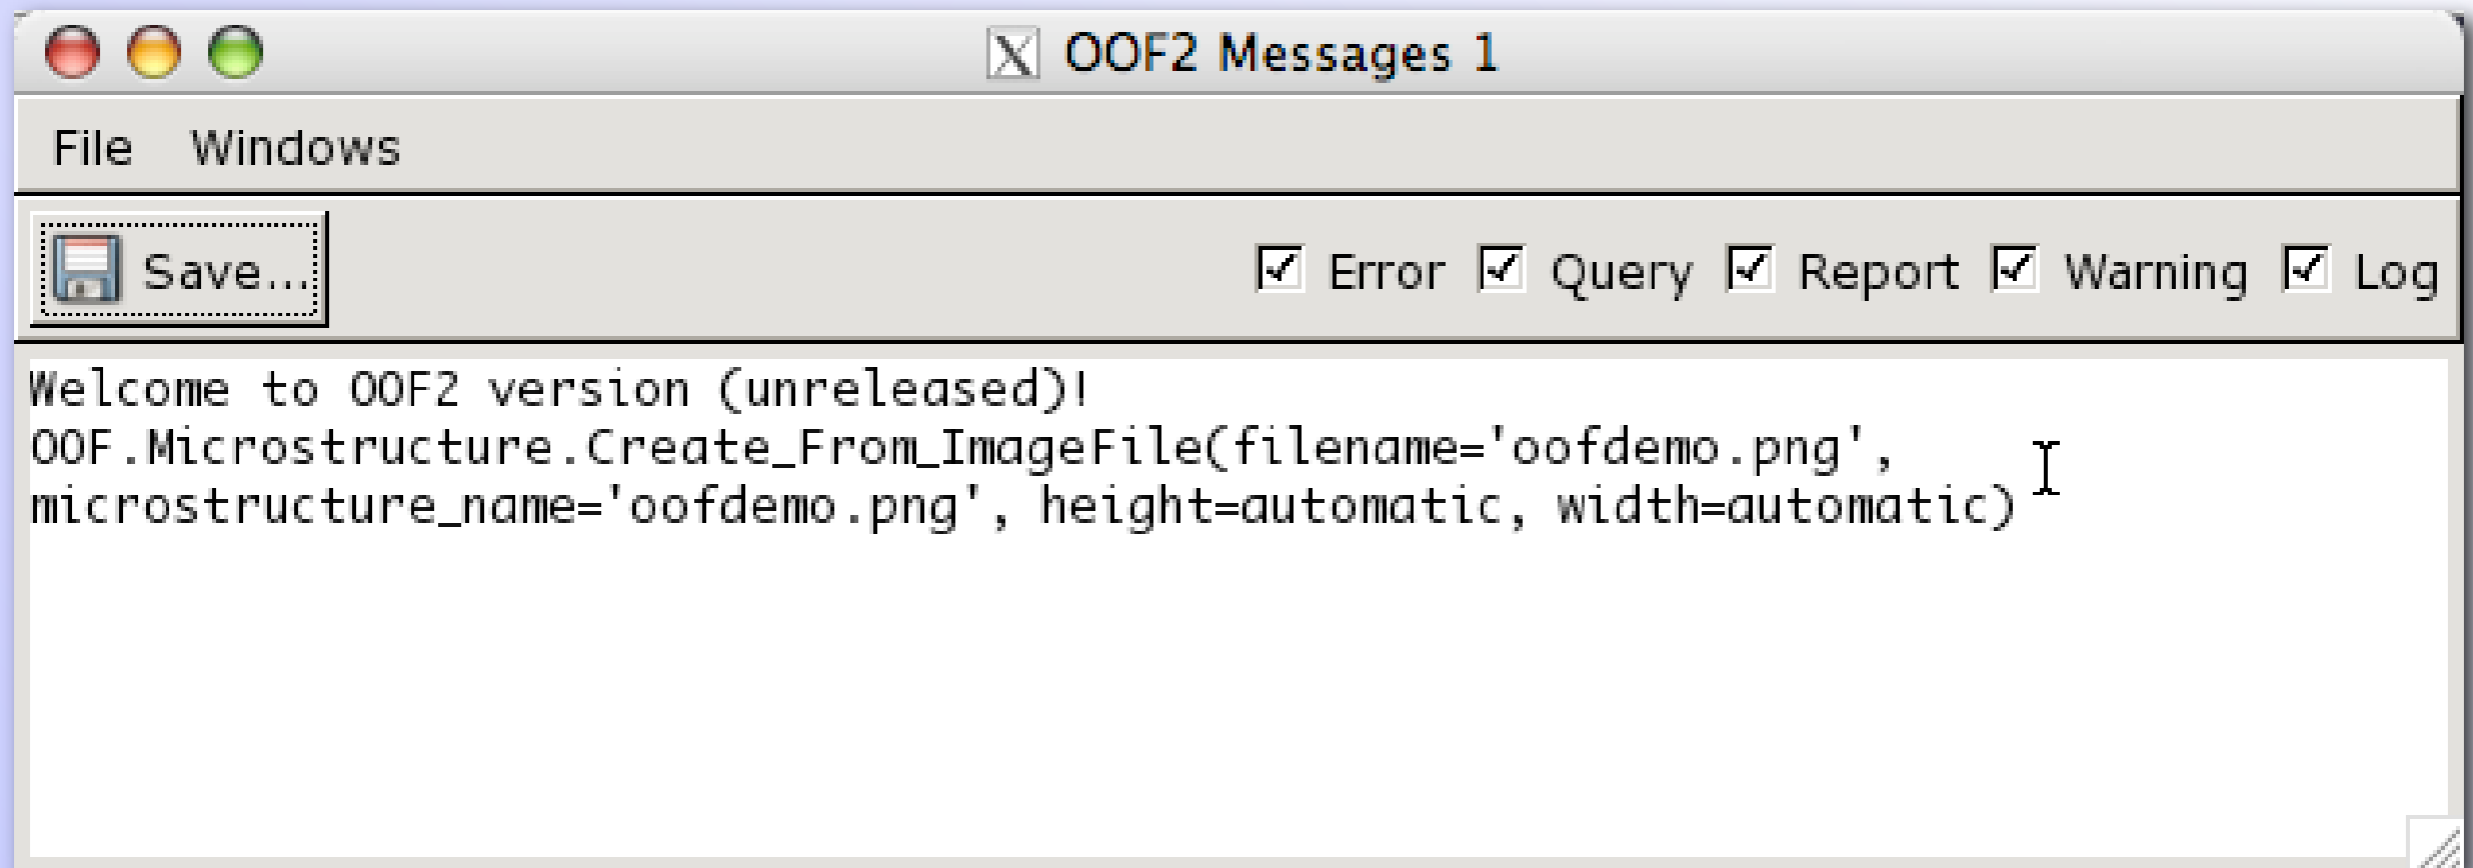 OOF2 Messages 1
File Windows
Save... Error Query Report Warning Log
Welcome to OOF2 version (unreleased)!
OOF.Microstructure.Create_From_ImageFile(filename='oofdemo.png',
microstructure_name='oofdemo.png', height=automatic, width=automatic)